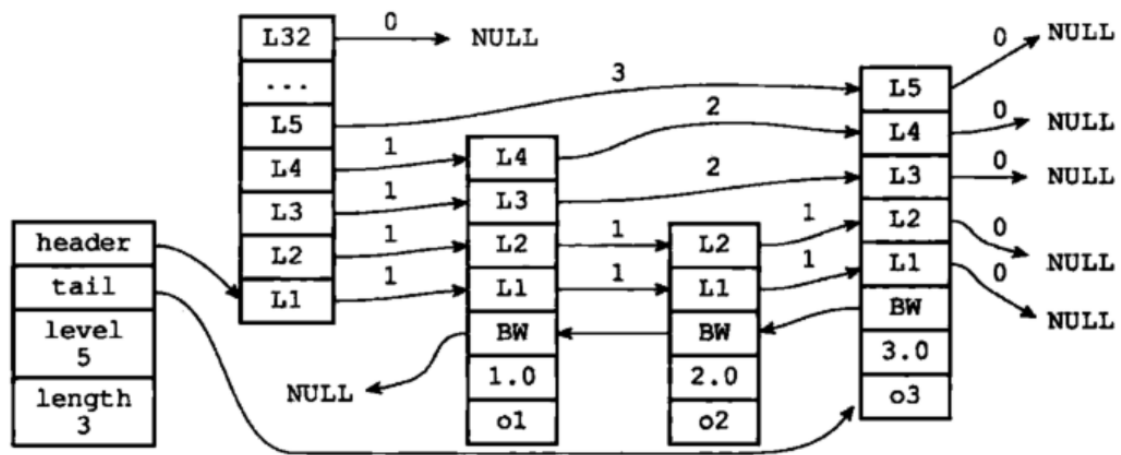 L32 0 NULL
...
L5 3
L4 1
L3 1
L2 1
L1 1
header
tail
level
5
length
3
L4 2
L3 2
L2 1
L1 1
BW
1.0
o1
NULL
L2 1
L1 1
BW
2.0
o2
L5 0 NULL
L4 0 NULL
L3 0 NULL
L2 0 NULL
L1 0 NULL
BW
3.0
o3